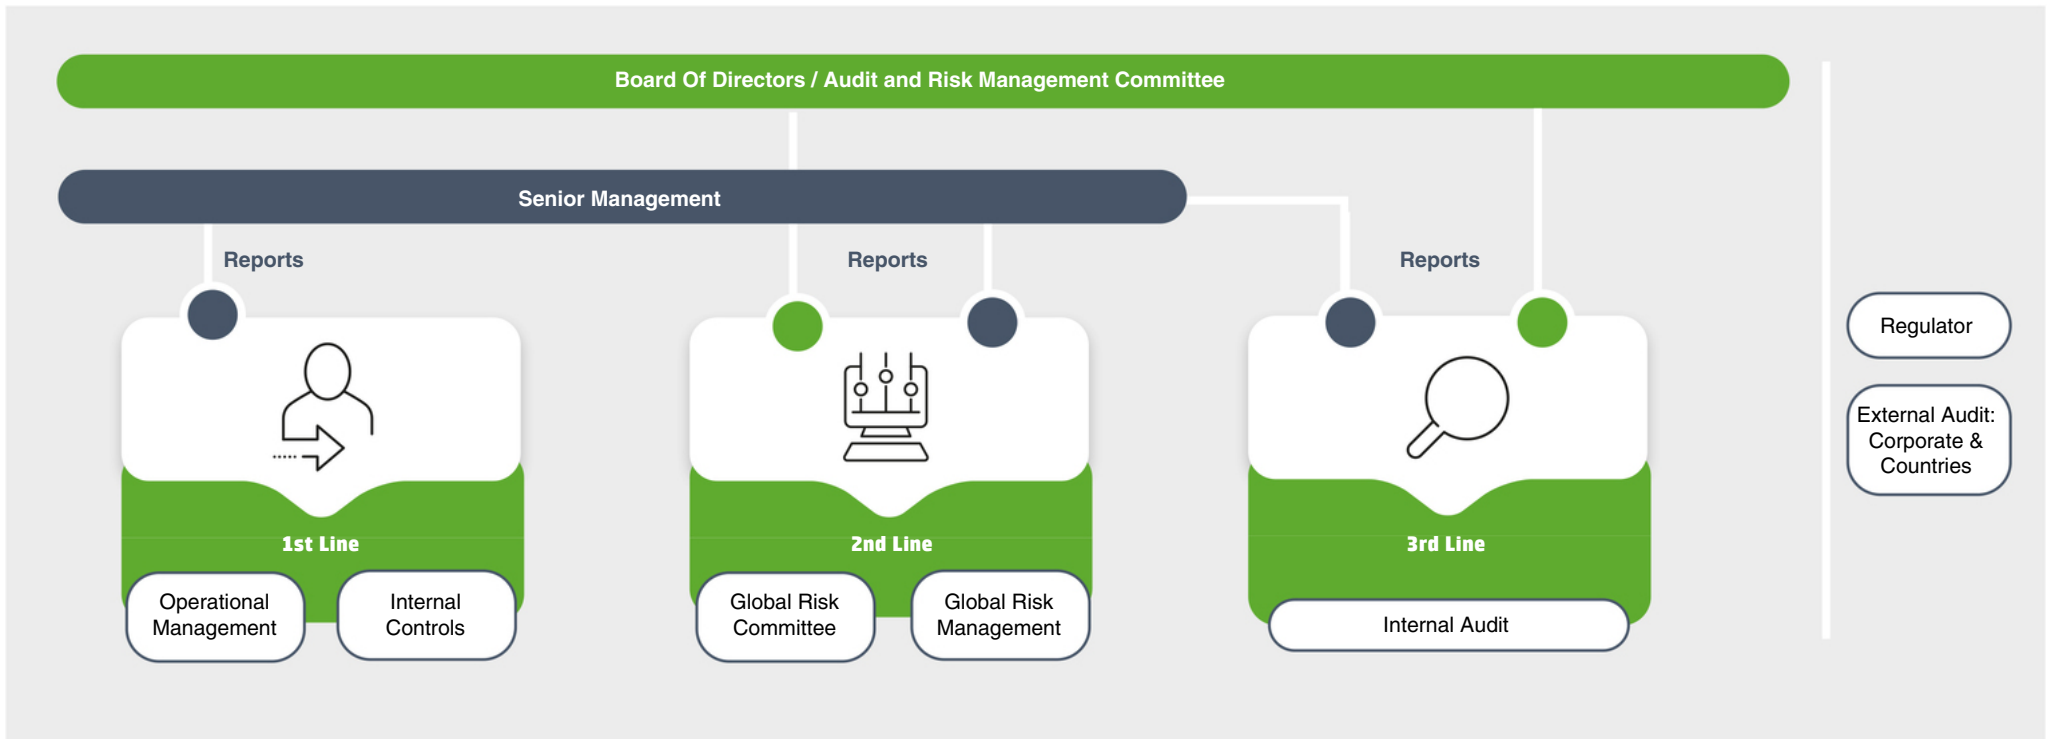 Board Of Directors / Audit and Risk Management Committee
Senior Management
Reports
Reports
Reports
1st Line
Operational
Management
Internal
Controls
2nd Line
Global Risk
Committee
Global Risk
Management
3rd Line
Internal Audit
Regulator
External Audit:
Corporate &
Countries